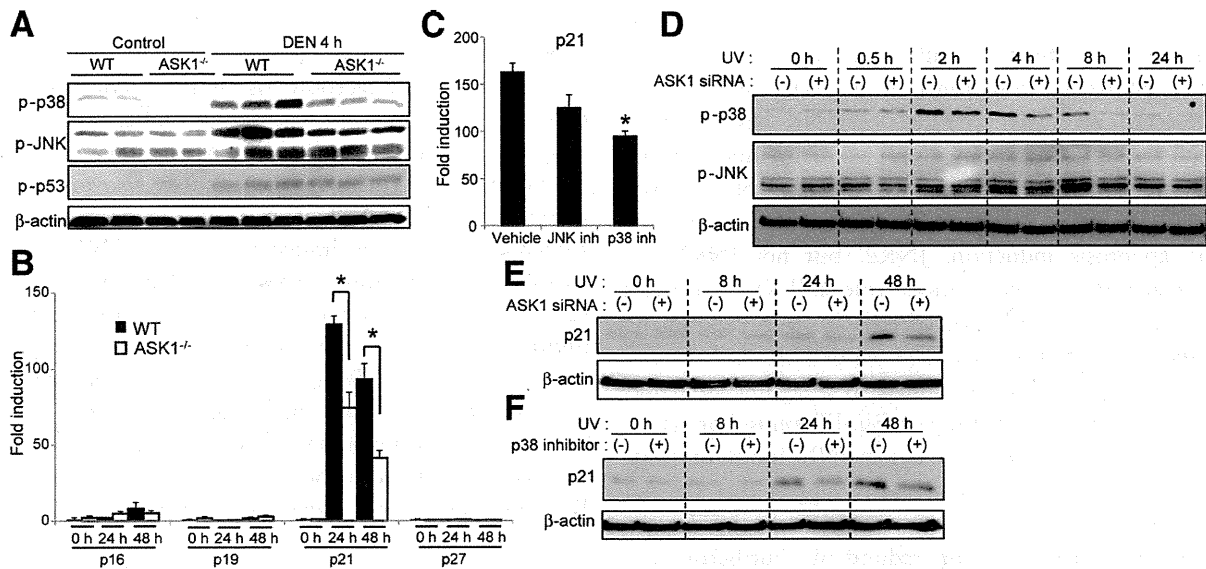 A
Control DEN 4 h
WT ASK1-/- WT ASK1-/-
p-p38
p-JNK
p-p53
β-actin
B
Fold induction
150
100
50
0
WT
ASK1-/-
* *
0 h 24 h 48 h 0 h 24 h 48 h 0 h 24 h 48 h 0 h 24 h 48 h
p16 p19 p21 p27
C
p21
Fold induction
200
150
100
50
0
*
Vehicle JNK inh p38 inh
D
UV : 0 h 0.5 h 2 h 4 h 8 h 24 h
ASK1 siRNA : (-) (+) (-) (+) (-) (+) (-) (+) (-) (+) (-) (+)
p-p38
p-JNK
β-actin
E
UV : 0 h 8 h 24 h 48 h
ASK1 siRNA : (-) (+) (-) (+) (-) (+) (-) (+)
p21
β-actin
F
UV : 0 h 8 h 24 h 48 h
p38 inhibitor : (-) (+) (-) (+) (-) (+) (-) (+)
p21
β-actin